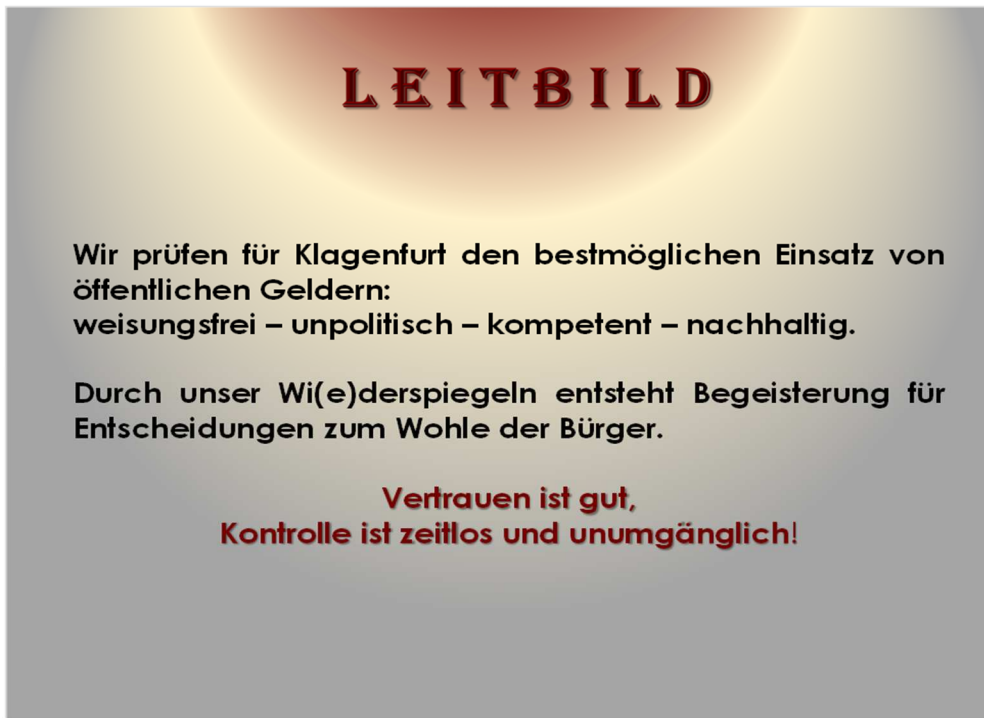 LEITBILD
Wir prüfen für Klagenfurt den bestmöglichen Einsatz von
öffentlichen Geldern:
weisungsfrei – unpolitisch – kompetent – nachhaltig.
Durch unser Wi(e)derspiegeln entsteht Begeisterung für
Entscheidungen zum Wohle der Bürger.
Vertrauen ist gut,
Kontrolle ist zeitlos und unumgänglich!